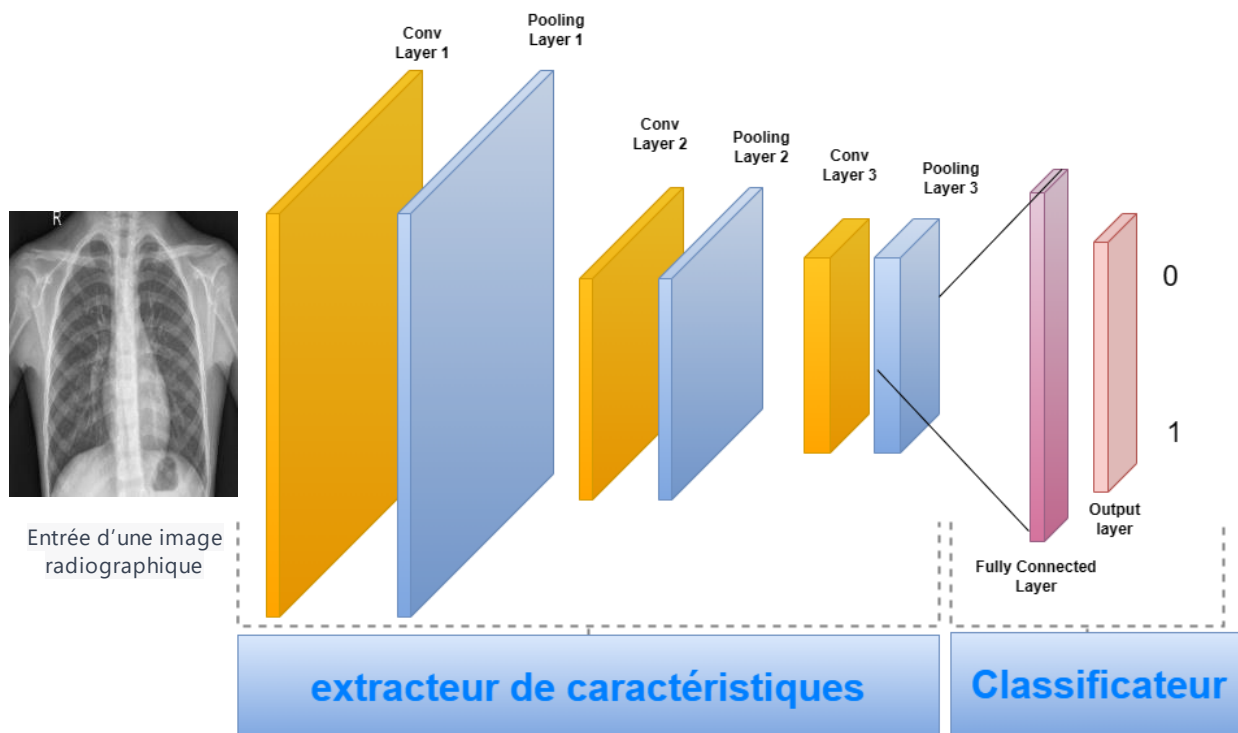 Conv
Layer 1
Pooling
Layer 1
Conv
Layer 2
Pooling
Layer 2
Conv
Layer 3
Pooling
Layer 3
R
0
1
Entrée d’une image
radiographique
Output
layer
Fully Connected
Layer
extracteur de caractéristiques
Classificateur